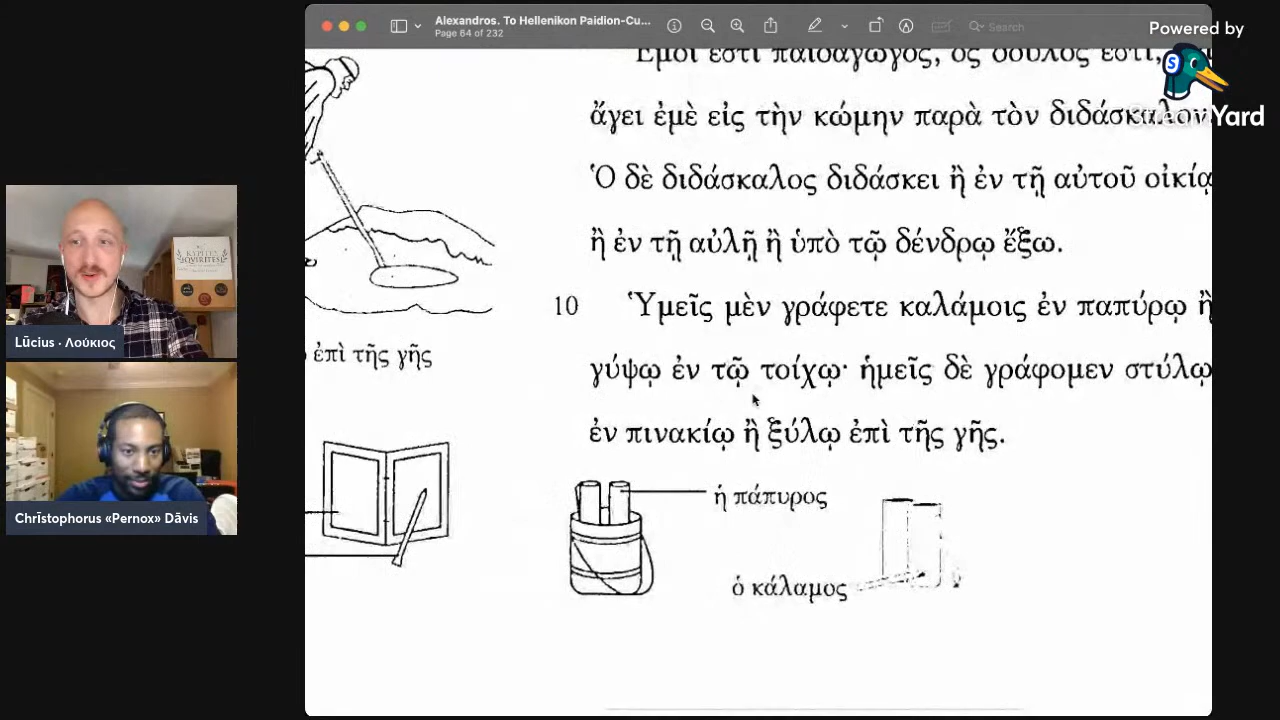 Alexandros. To Hellenikon Paidion-Cu...
Page 64 of 232
Search
Powered by
StreamYard
Ἐμοί ἐστι παιδαγωγός, ὃς δοῦλός ἐστι,
ἄγει ἐμὲ εἰς τὴν κώμην παρὰ τὸν διδάσκαλον
Ὁ δὲ διδάσκαλος διδάσκει ἢ ἐν τῇ αὐτοῦ οἰκίᾳ
ἢ ἐν τῇ αὐλῇ ἢ ὑπὸ τῷ δένδρῳ ἔξω.
10 Ὑμεῖς μὲν γράφετε καλάμοις ἐν παπύρῳ ἢ
γύψῳ ἐν τῷ τοίχῳ· ἡμεῖς δὲ γράφομεν στύλῳ
ἐν πινακίῳ ἢ ξύλῳ ἐπὶ τῆς γῆς.
ἐπὶ τῆς γῆς
ἡ πάπυρος
ὁ κάλαμος
Lūcius · Λούκιος
Chrīstophorus «Pernox» Dāvis